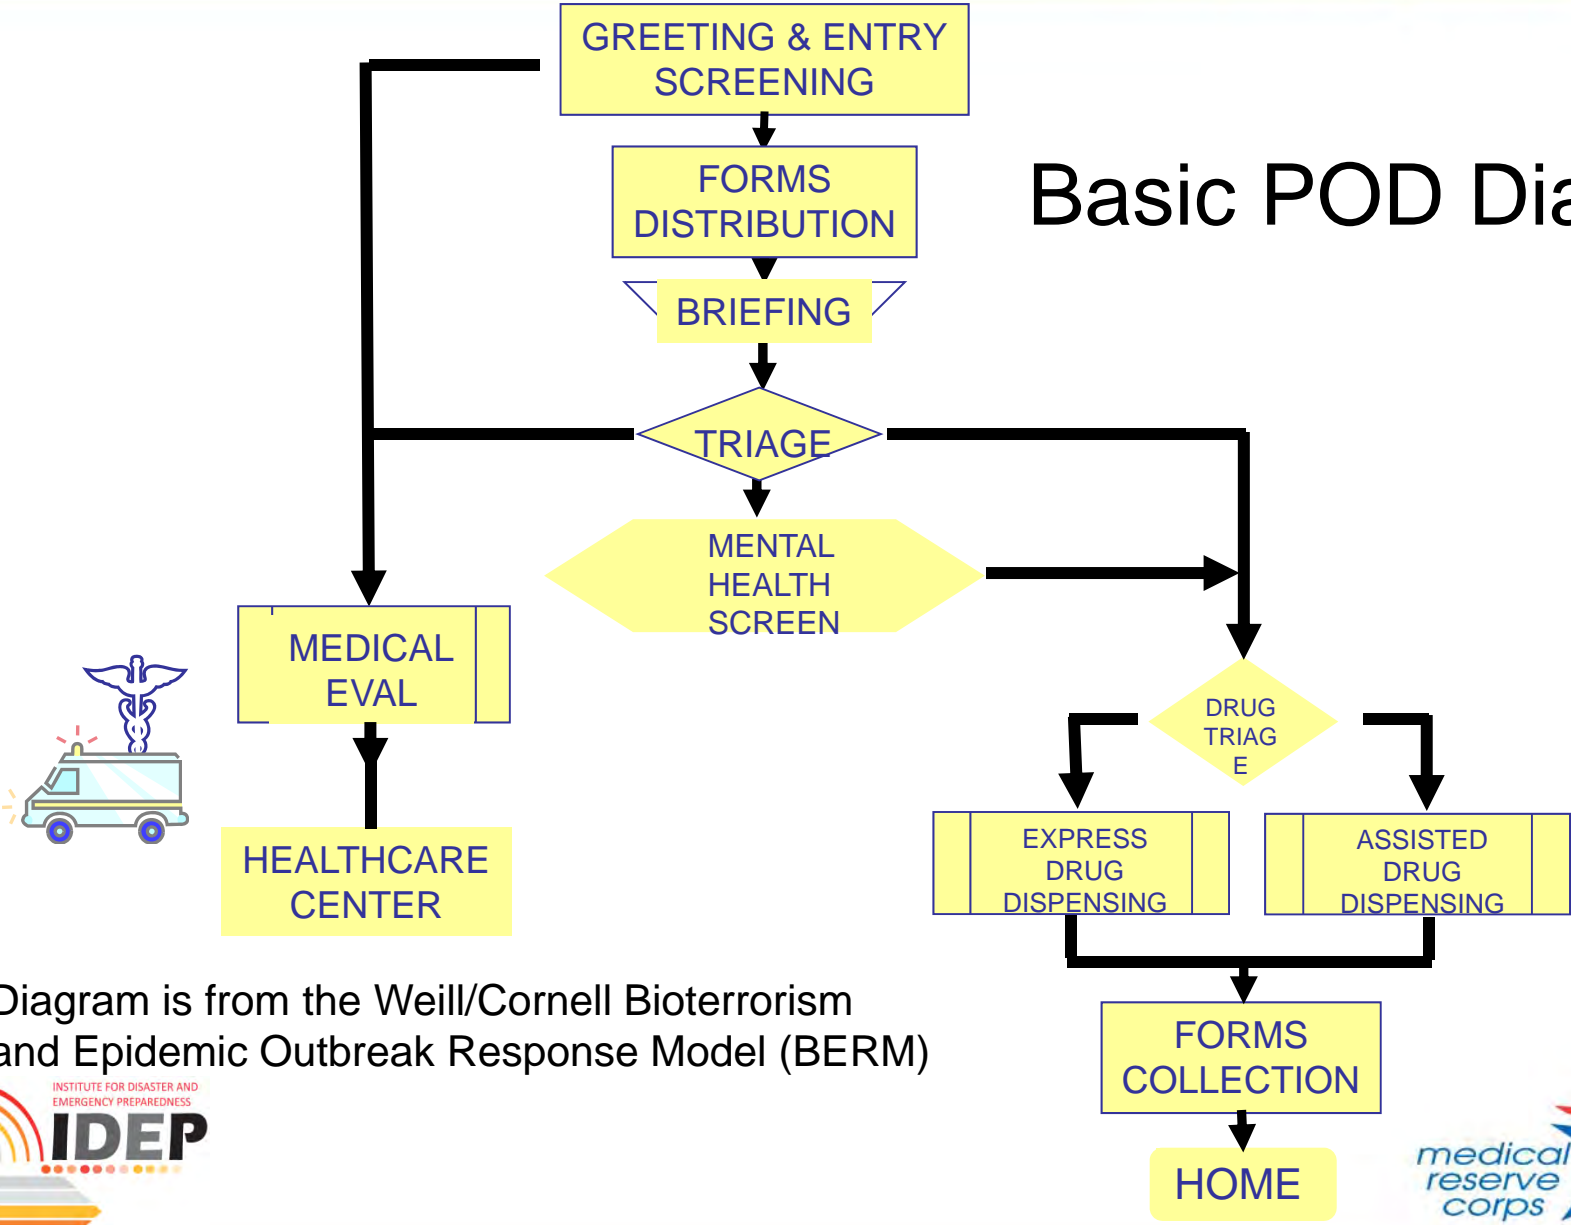 GREETING & ENTRY
SCREENING
FORMS
DISTRIBUTION
Basic POD Dia
BRIEFING
TRIAGE
MENTAL
HEALTH
SCREEN
MEDICAL
EVAL
DRUG
TRIAG
E
HEALTHCARE
CENTER
EXPRESS
DRUG
DISPENSING
ASSISTED
DRUG
DISPENSING
Diagram is from the Weill/Cornell Bioterrorism
and Epidemic Outbreak Response Model (BERM)
FORMS
COLLECTION
HOME
INSTITUTE FOR DISASTER AND
EMERGENCY PREPAREDNESS
IDEP
medical
reserve
corps